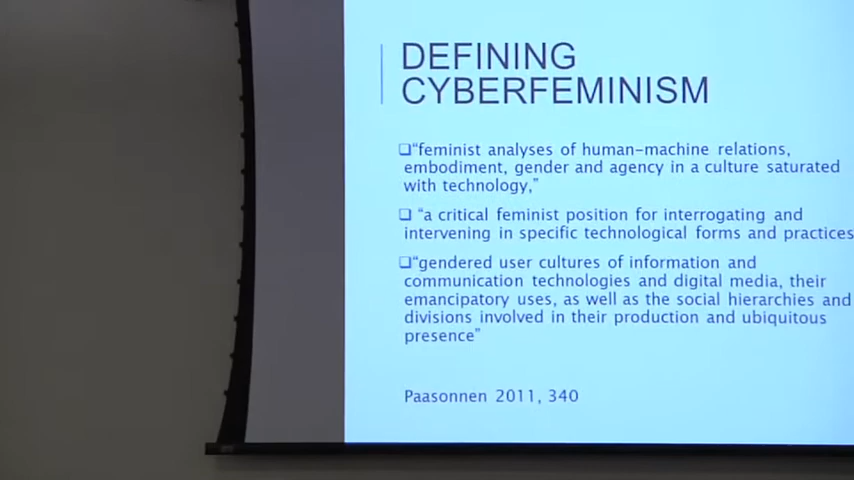 DEFINING
CYBERFEMINISM
❑“feminist analyses of human–machine relations,
embodiment, gender and agency in a culture saturated
with technology,”
❑ “a critical feminist position for interrogating and
intervening in specific technological forms and practices
❑“gendered user cultures of information and
communication technologies and digital media, their
emancipatory uses, as well as the social hierarchies and
divisions involved in their production and ubiquitous
presence”
Paasonnen 2011, 340